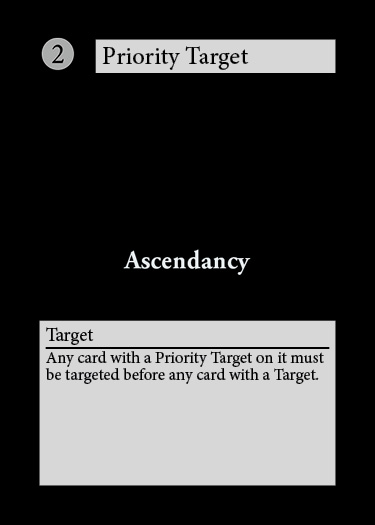 2
Priority Target
Ascendancy
Target
Any card with a Priority Target on it must
be targeted before any card with a Target.